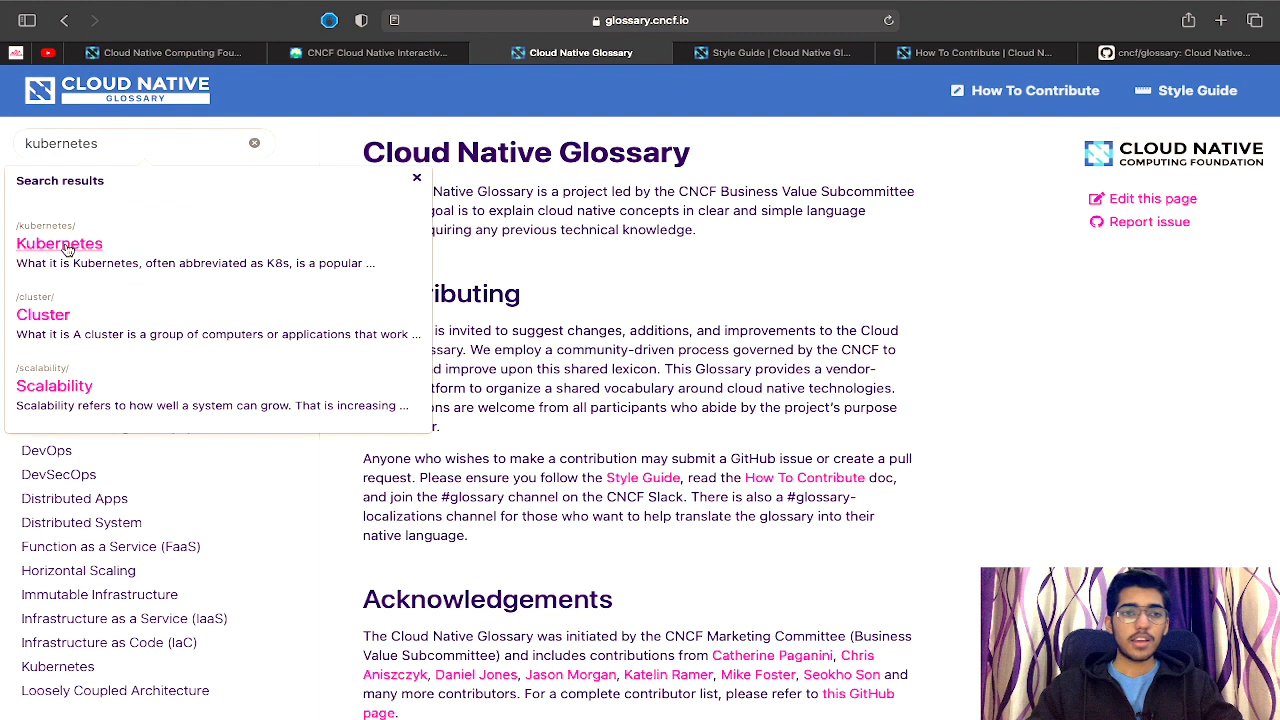 glossary.cncf.io
Cloud Native Computing Fou...
CNCF Cloud Native Interactiv...
Cloud Native Glossary
Style Guide | Cloud Native Gl...
How To Contribute | Cloud N...
cncf/glossary: Cloud Native...
CLOUD NATIVE
GLOSSARY
How To Contribute
Style Guide
kubernetes
Search results
/kubernetes/
Kubernetes
What it is Kubernetes, often abbreviated as K8s, is a popular ...
/cluster/
Cluster
What it is A cluster is a group of computers or applications that work ...
/scalability/
Scalability
Scalability refers to how well a system can grow. That is increasing ...
DevOps
DevSecOps
Distributed Apps
Distributed System
Function as a Service (FaaS)
Horizontal Scaling
Immutable Infrastructure
Infrastructure as a Service (IaaS)
Infrastructure as Code (IaC)
Kubernetes
Loosely Coupled Architecture
Cloud Native Glossary
Native Glossary is a project led by the CNCF Business Value Subcommittee
goal is to explain cloud native concepts in clear and simple language
quiring any previous technical knowledge.
ibuting
is invited to suggest changes, additions, and improvements to the Cloud
ssary. We employ a community-driven process governed by the CNCF to
nd improve upon this shared lexicon. This Glossary provides a vendor-
tform to organize a shared vocabulary around cloud native technologies.
ons are welcome from all participants who abide by the project's purpose
r.
Anyone who wishes to make a contribution may submit a GitHub issue or create a pull
request. Please ensure you follow the Style Guide, read the How To Contribute doc,
and join the #glossary channel on the CNCF Slack. There is also a #glossary-
localizations channel for those who want to help translate the glossary into their
native language.
Acknowledgements
The Cloud Native Glossary was initiated by the CNCF Marketing Committee (Business
Value Subcommittee) and includes contributions from Catherine Paganini, Chris
Aniszczyk, Daniel Jones, Jason Morgan, Katelin Ramer, Mike Foster, Seokho Son and
many more contributors. For a complete contributor list, please refer to this GitHub
page.
CLOUD NATIVE
COMPUTING FOUNDATION
Edit this page
Report issue